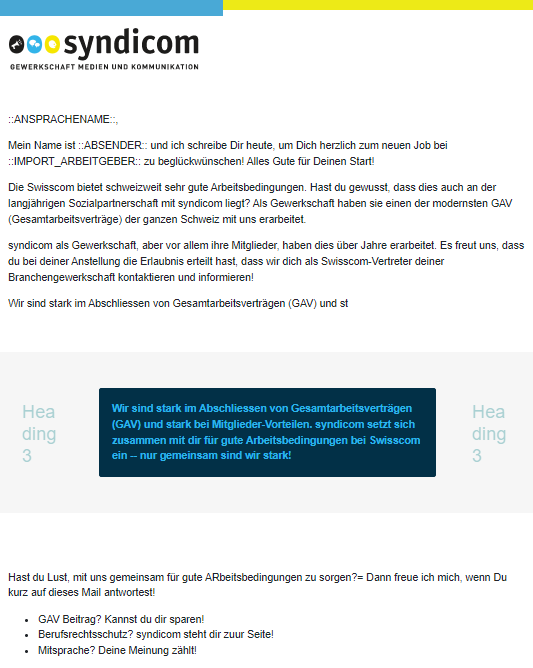 syndicom
GEWERKSCHAFT MEDIEN UND KOMMUNIKATION
::ANSPRACHENAME::,
Mein Name ist ::ABSENDER:: und ich schreibe Dir heute, um Dich herzlich zum neuen Job bei
::IMPORT_ARBEITGEBER:: zu beglückwünschen! Alles Gute für Deinen Start!
Die Swisscom bietet schweizweit sehr gute Arbeitsbedingungen. Hast du gewusst, dass dies auch an der
langjährigen Sozialpartnerschaft mit syndicom liegt? Als Gewerkschaft haben sie einen der modernsten GAV
(Gesamtarbeitsverträge) der ganzen Schweiz mit uns erarbeitet.
syndicom als Gewerkschaft, aber vor allem ihre Mitglieder, haben dies über Jahre erarbeitet. Es freut uns, dass
du bei deiner Anstellung die Erlaubnis erteilt hast, dass wir dich als Swisscom-Vertreter deiner
Branchengewerkschaft kontaktieren und informieren!
Wir sind stark im Abschliessen von Gesamtarbeitsverträgen (GAV) und st
Hea
ding
3
Wir sind stark im Abschliessen von Gesamtarbeitsverträgen
(GAV) und stark bei Mitglieder-Vorteilen. syndicom setzt sich
zusammen mit dir für gute Arbeitsbedingungen bei Swisscom
ein – nur gemeinsam sind wir stark!
Hea
ding
3
Hast du Lust, mit uns gemeinsam für gute ARbeitsbedingungen zu sorgen?= Dann freue ich mich, wenn Du
kurz auf dieses Mail antwortest!
• GAV Beitrag? Kannst du dir sparen!
• Berufsrechtsschutz? syndicom steht dir zuur Seite!
• Mitsprache? Deine Meinung zählt!